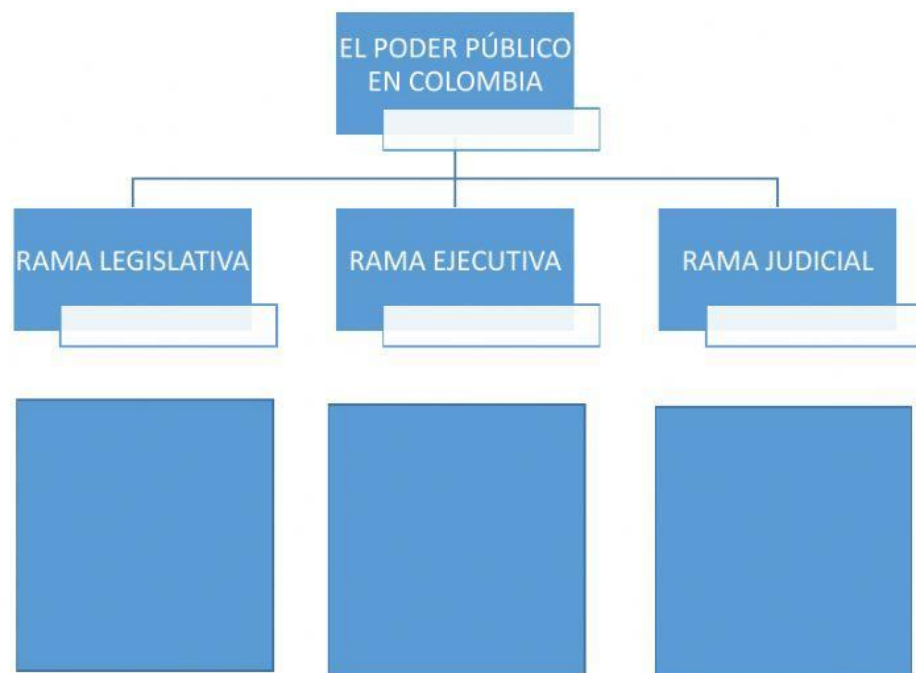 EL PODER PÚBLICO
EN COLOMBIA
RAMA LEGISLATIVA
RAMA EJECUTIVA
RAMA JUDICIAL